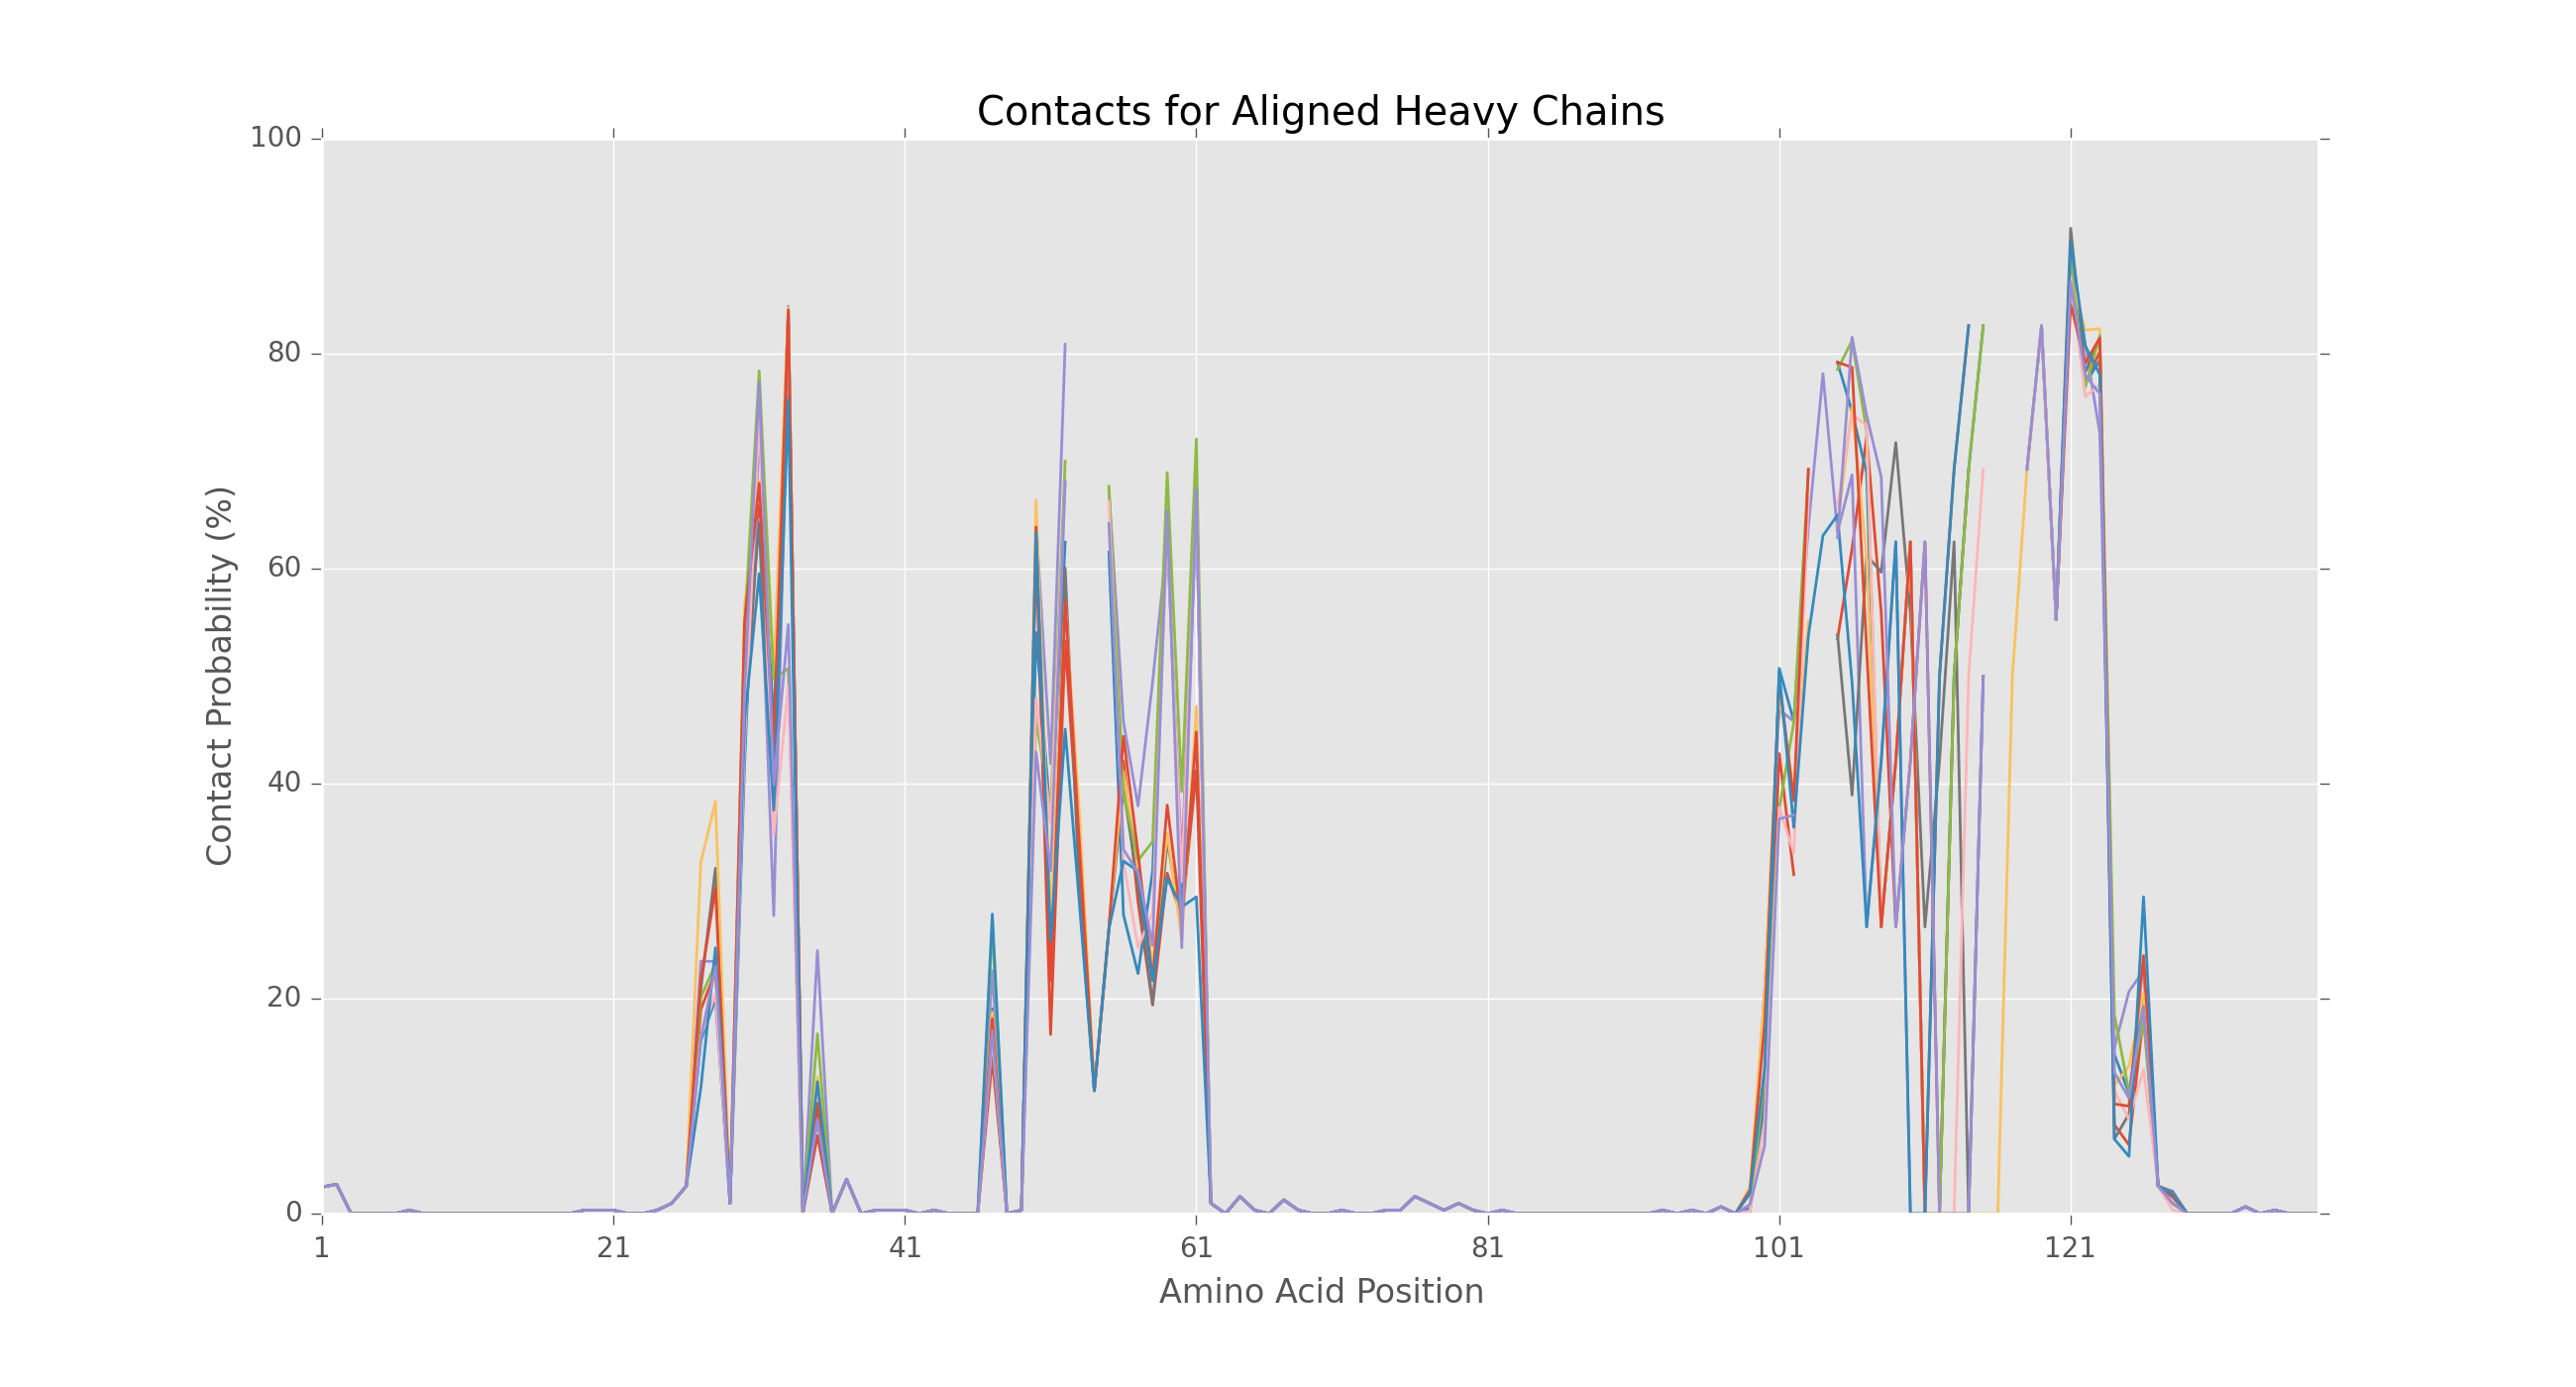 Contacts for Aligned Heavy Chains
100
80
60
40
20
0
Contact Probability (%)
1 21 41 61 81 101 121
Amino Acid Position